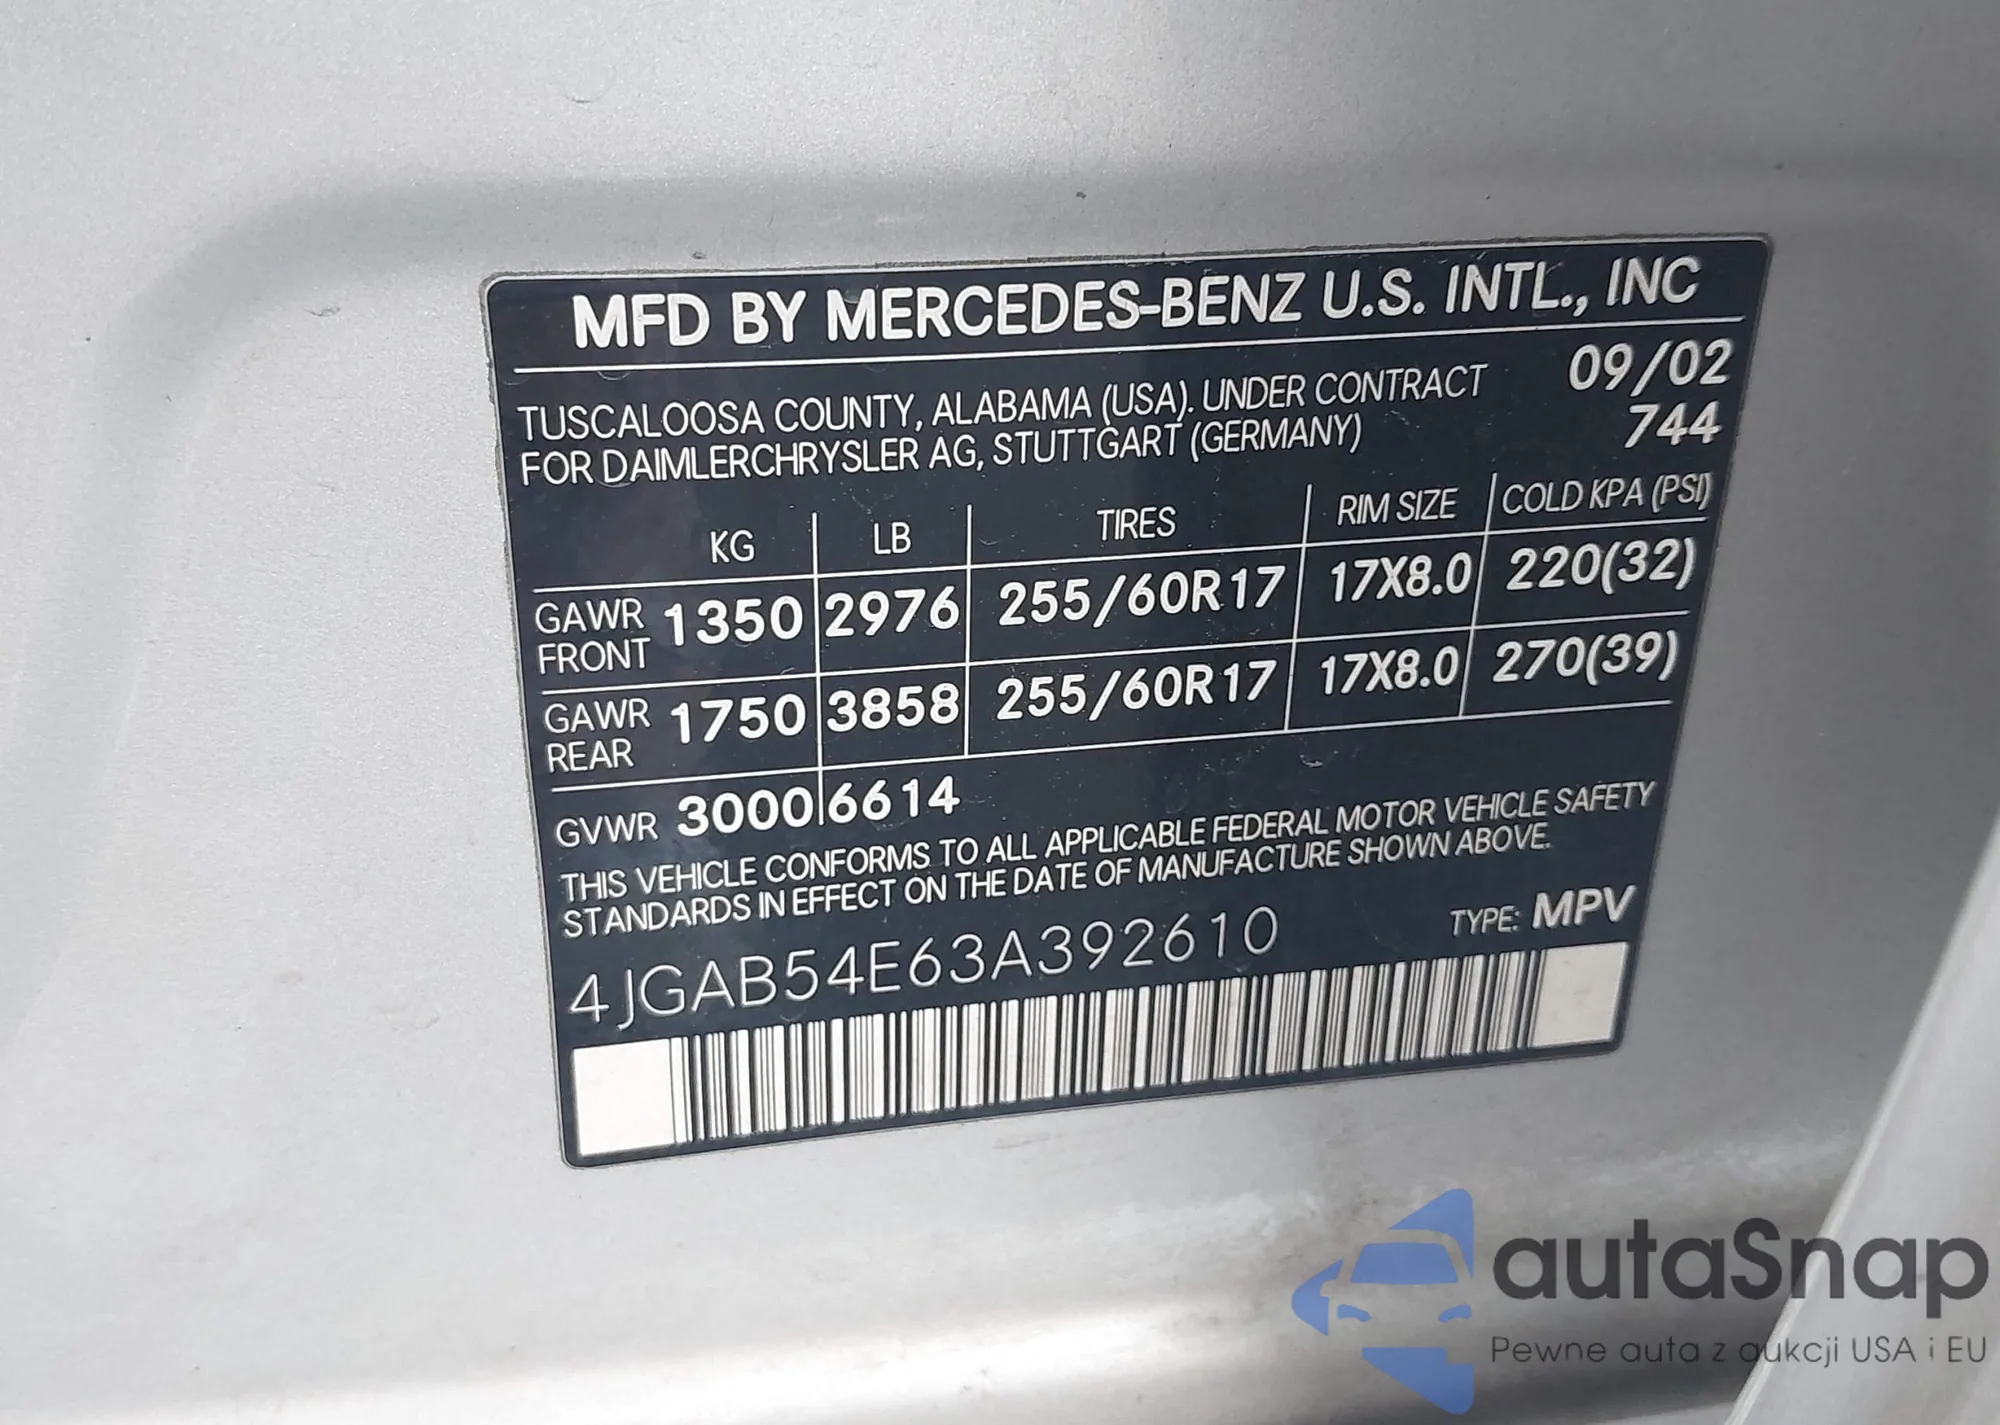 MFD BY MERCEDES-BENZ U.S. INTL., INC
09/02
TUSCALOOSA COUNTY, ALABAMA (USA). UNDER CONTRACT
744
FOR DAIMLERCHRYSLER AG, STUTTGART (GERMANY)
KG LB TIRES RIM SIZE COLD KPA (PSI)
GAWR FRONT 1350 2976 255/60R17 17X8.0 220(32)
GAWR REAR 1750 3858 255/60R17 17X8.0 270(39)
GVWR 3000 6614
THIS VEHICLE CONFORMS TO ALL APPLICABLE FEDERAL MOTOR VEHICLE SAFETY
STANDARDS IN EFFECT ON THE DATE OF MANUFACTURE SHOWN ABOVE.
4JGAB54E63A392610 TYPE: MPV
autaSnap
Pewne auta z aukcji USA i EU